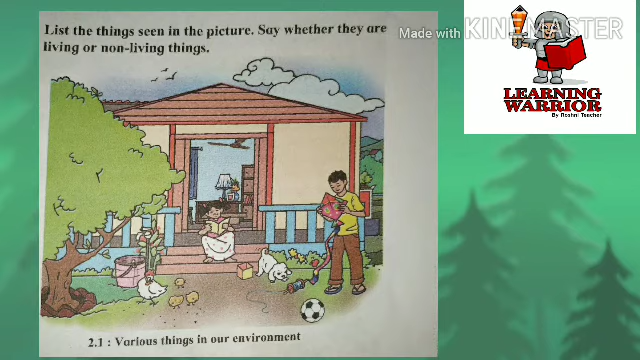 List the things seen in the picture. Say whether they are
living or non-living things.
Made with KINEMASTER
LEARNING
WARRIOR
By Roshni Teacher
2.1 : Various things in our environment